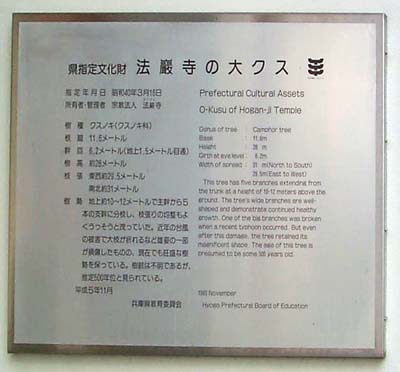 県指定文化財 法巌寺の大クス
指定年月日 昭和40年3月16日
所有者・管理者 宗教法人 法巌寺
樹種 クスノキ(クスノキ科)
根囲 11.6メートル
幹囲 6.2メートル(地上1.5メートル目通)
樹高 約28メートル
枝張 東西約29.5メートル
南北約31メートル
樹勢 地上約10~12メートルで主幹から5
本の支幹に分枝し、枝張りの均整もよ
くうっそうと茂っていた。近年の台風
の被害で大枝が折れるなど雄姿の一部
が損傷したものの、現在でも旺盛な樹
勢を保っている。樹齢は不明であるが、
推定500年位と見られている。
平成5年11月
兵庫県教育委員会
Prefectural Cultural Assets
O-Kusu of Hogan-ji Temple
Genus of tree : Camphor tree
Base : 11.6m
Height : 28 m
Girth at eye level : 6.2m
Width of spread : 31 m(North to South)
29.5m(East to West)
This tree has five branches extending from
the trunk at a height of 10-12 meters above the
ground. The tree's wide branches are well-
shaped and demonstrate continued healthy
growth. One of the big branches was broken
when a recent typhoon occurred. But even
after this damage, the tree retained its
magnificent shape. The age of this tree is
presumed to be some 500 years old.
1993 November
Hyogo Prefectural Board of Education